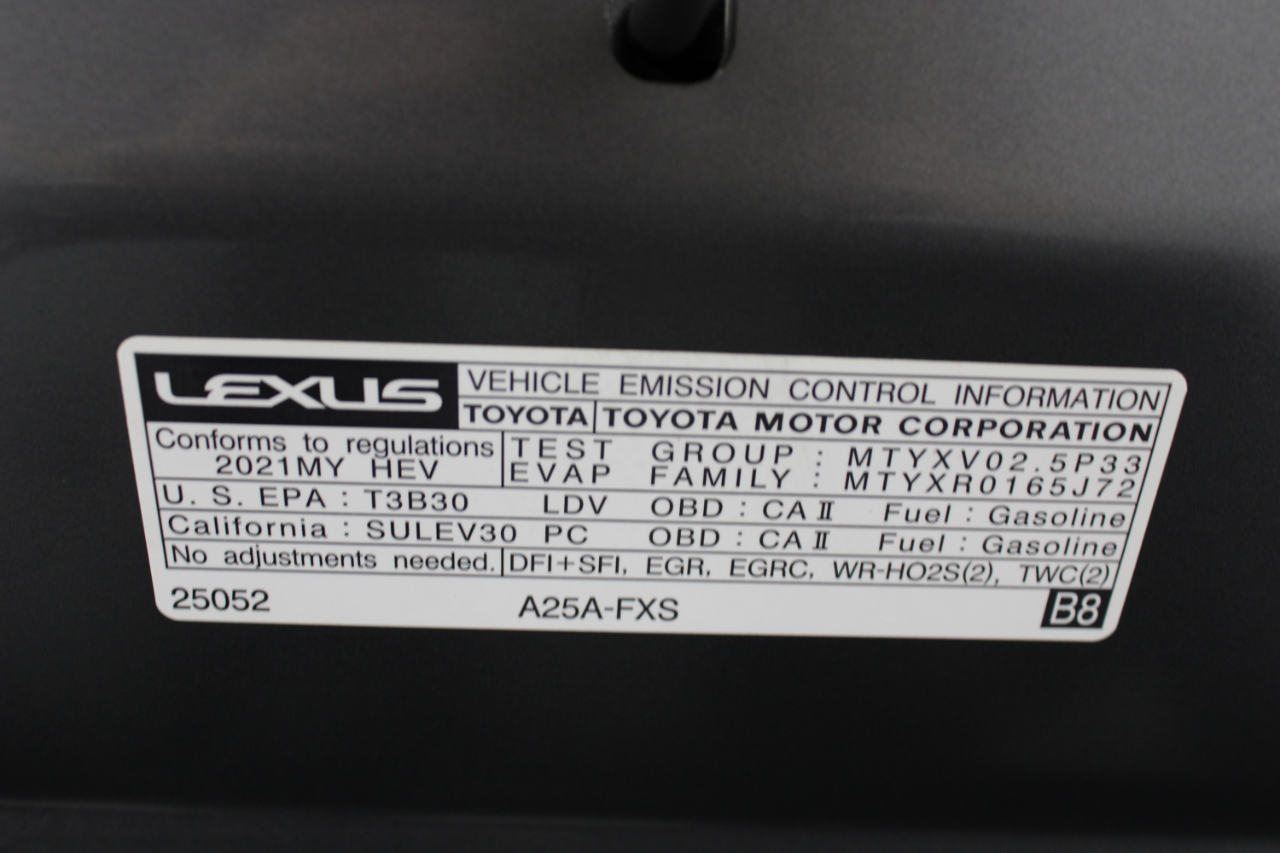 LEXUS VEHICLE EMISSION CONTROL INFORMATION
TOYOTA TOYOTA MOTOR CORPORATION
Conforms to regulations TEST GROUP : MTYXV02.5P33
2021MY HEV EVAP FAMILY : MTYXR0165J72
U. S. EPA : T3B30 LDV OBD : CA II Fuel : Gasoline
California : SULEV30 PC OBD : CA II Fuel : Gasoline
No adjustments needed. DFI+SFI, EGR, EGRC, WR-HO2S(2), TWC(2)
25052 A25A-FXS B8